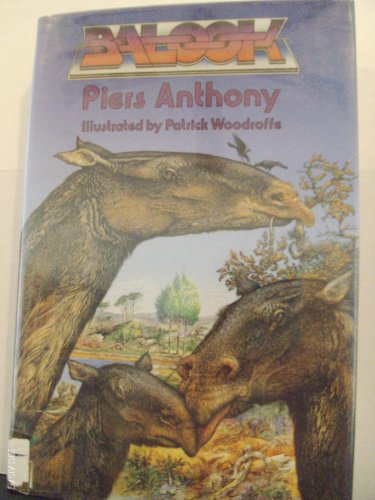 BALOOK
Piers Anthony
Illustrated by Patrick Woodroffe